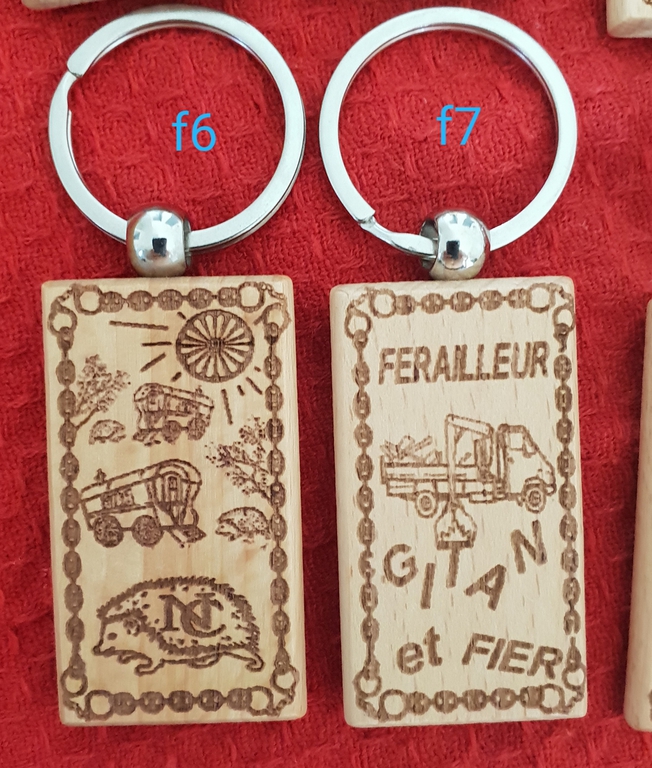 f6
f7
NC
FERAILLEUR
GITAN
et FIER